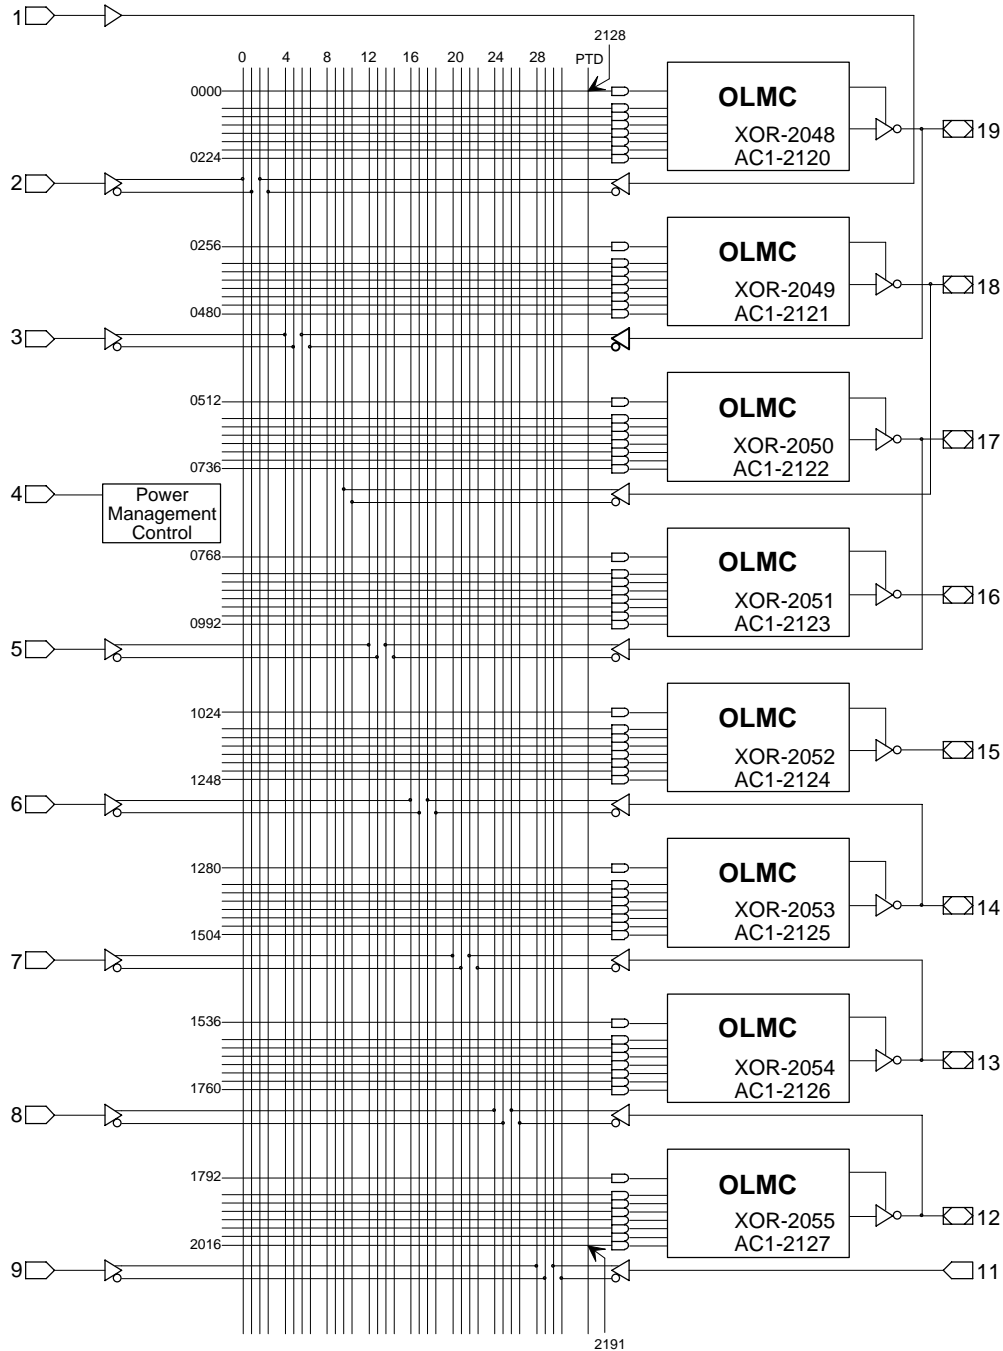 1
2128
0 4 8 12 16 20 24 28 PTD
0000
OLMC
XOR-2048
AC1-2120
19
0224
2
0256
OLMC
XOR-2049
AC1-2121
18
0480
3
0512
OLMC
XOR-2050
AC1-2122
17
0736
4
Power
Management
Control
0768
OLMC
XOR-2051
AC1-2123
16
0992
5
1024
OLMC
XOR-2052
AC1-2124
15
1248
6
1280
OLMC
XOR-2053
AC1-2125
14
1504
7
1536
OLMC
XOR-2054
AC1-2126
13
1760
8
1792
OLMC
XOR-2055
AC1-2127
12
2016
9
11
2191